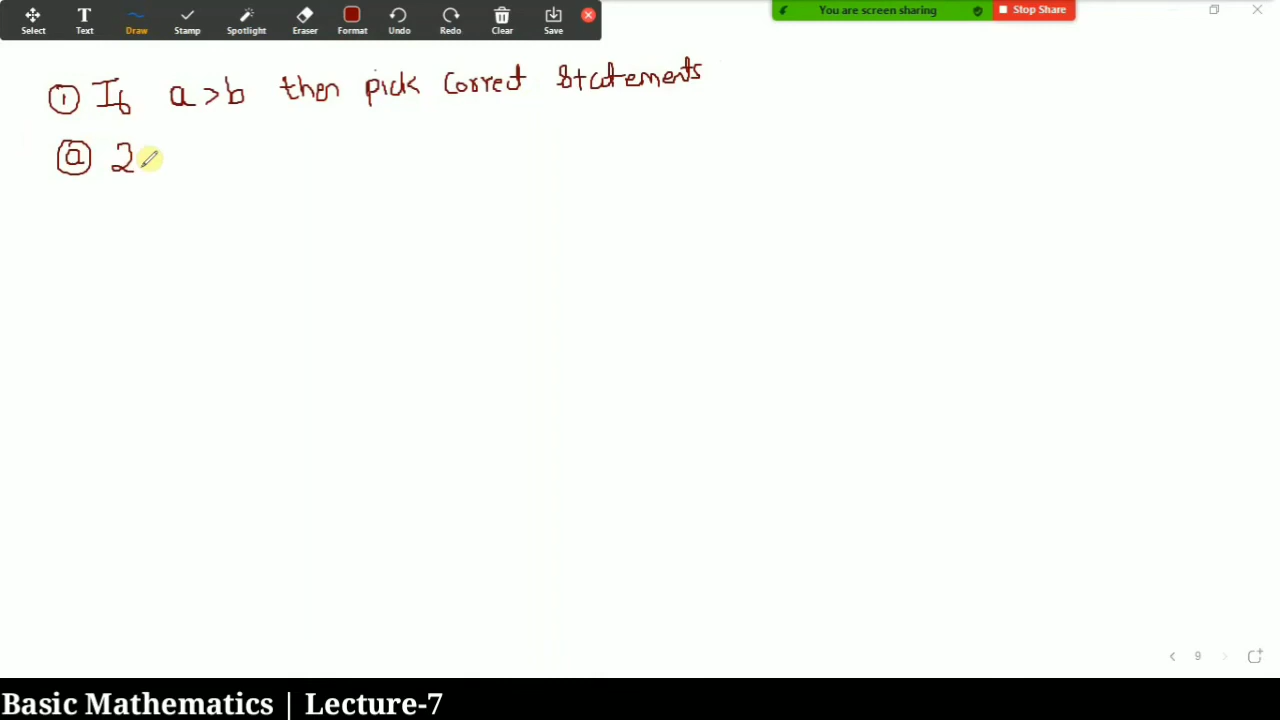 Select Text Draw Stamp Spotlight Eraser Format Undo Redo Clear Save
You are screen sharing Stop Share
① If a > b then pick correct statements
ⓐ 2
9
Basic Mathematics | Lecture-7